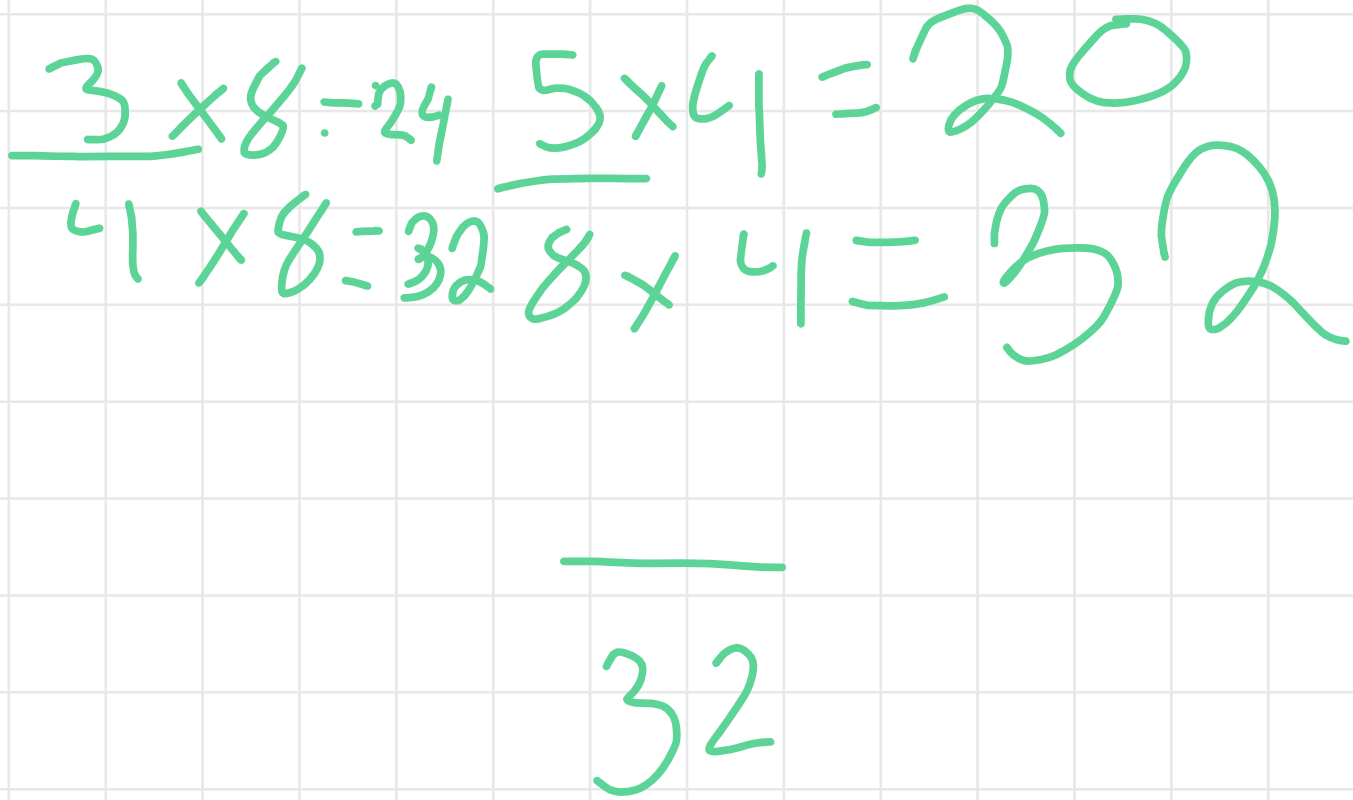 3 × 8 = 24 5 × 4 = 20
4 × 8 = 32 8 × 4 = 32
32